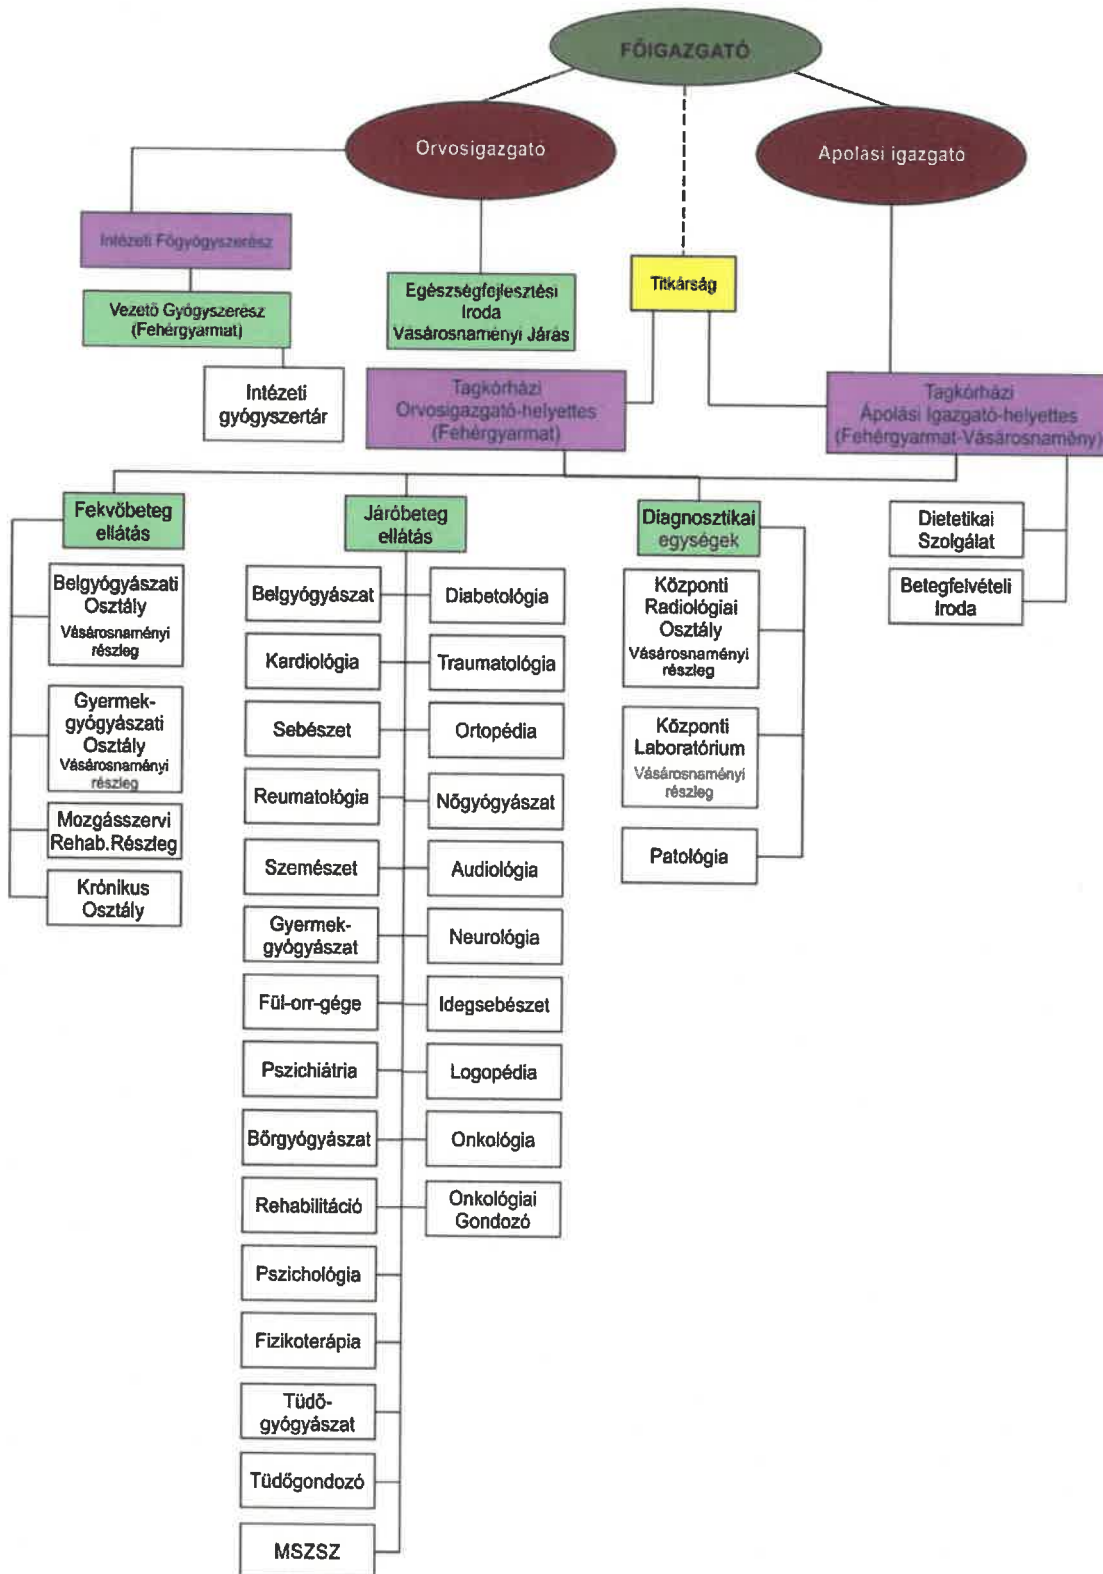 FŐIGAZGATÓ
Orvosigazgató
Ápolási igazgató
Intézeti Főgyógyszerész
Vezető Gyógyszerész
(Fehérgyarmat)
Intézeti
gyógyszertár
Egészségfejlesztési
Iroda
Vásárosnaményi Járás
Titkárság
Tagkórházi
Orvosigazgató-helyettes
(Fehérgyarmat)
Tagkórházi
Ápolási Igazgató-helyettes
(Fehérgyarmat-Vásárosnamény)
Fekvőbeteg
ellátás
Belgyógyászati
Osztály
Vásárosnaményi
részleg
Gyermek-
gyógyászati
Osztály
Vásárosnaményi
részleg
Mozgásszervi
Rehab.Részleg
Krónikus
Osztály
Járóbeteg
ellátás
Belgyógyászat
Diabetológia
Kardiológia
Traumatológia
Sebészet
Ortopédia
Reumatológia
Nőgyógyászat
Szemészet
Audiológia
Gyermek-
gyógyászat
Neurológia
Fül-orr-gége
Idegsebészet
Pszichiátria
Logopédia
Bőrgyógyászat
Onkológia
Rehabilitáció
Onkológiai
Gondozó
Pszichológia
Fizikoterápia
Tüdő-
gyógyászat
Tüdőgondozó
MSZSZ
Diagnosztikai
egységek
Központi
Radiológiai
Osztály
Vásárosnaményi
részleg
Központi
Laboratórium
Vásárosnaményi
részleg
Patológia
Dietetikai
Szolgálat
Betegfelvételi
Iroda